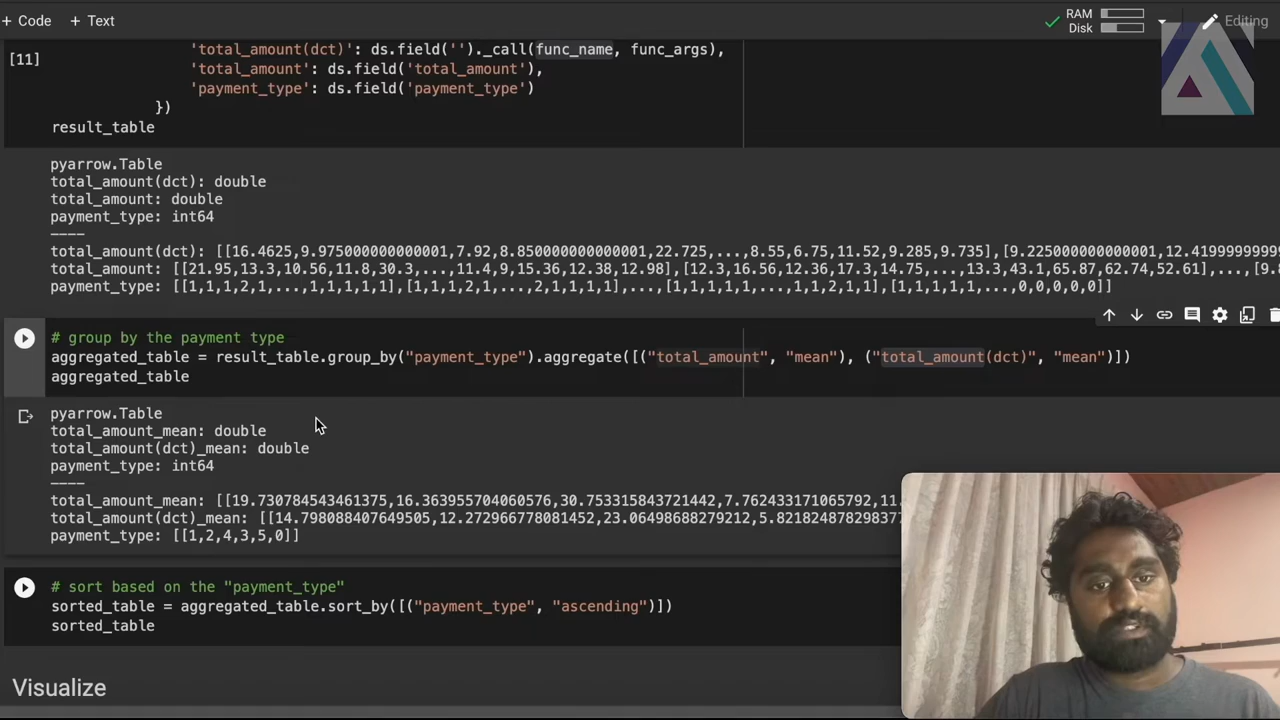 + Code + Text
RAM
Disk
Editing
[11]
'total_amount(dct)': ds.field('')._call(func_name, func_args),
'total_amount': ds.field('total_amount'),
'payment_type': ds.field('payment_type')
})
result_table
pyarrow.Table
total_amount(dct): double
total_amount: double
payment_type: int64
----
total_amount(dct): [[16.4625,9.975000000000001,7.92,8.850000000000001,22.725,...,8.55,6.75,11.52,9.285,9.735],[9.225000000000001,12.4199999999
total_amount: [[21.95,13.3,10.56,11.8,30.3,...,11.4,9,15.36,12.38,12.98],[12.3,16.56,12.36,17.3,14.75,...,13.3,43.1,65.87,62.74,52.61],...,[9.8
payment_type: [[1,1,1,2,1,...,1,1,1,1,1],[1,1,1,2,1,...,2,1,1,1,1],...,[1,1,1,1,1,...,1,1,2,1,1],[1,1,1,1,1,...,0,0,0,0,0]]
# group by the payment type
aggregated_table = result_table.group_by("payment_type").aggregate([("total_amount", "mean"), ("total_amount(dct)", "mean")])
aggregated_table
pyarrow.Table
total_amount_mean: double
total_amount(dct)_mean: double
payment_type: int64
----
total_amount_mean: [[19.730784543461375,16.363955704060576,30.753315843721442,7.762433171065792,11.
total_amount(dct)_mean: [[14.798088407649505,12.272966778081452,23.06498688279212,5.82182487829837
payment_type: [[1,2,4,3,5,0]]
# sort based on the "payment_type"
sorted_table = aggregated_table.sort_by([("payment_type", "ascending")])
sorted_table
Visualize